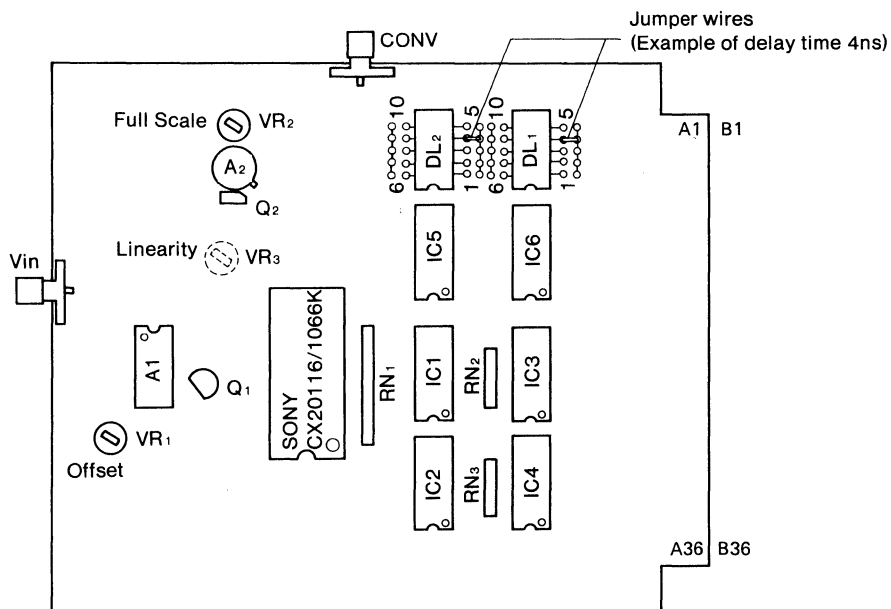 Jumper wires
(Example of delay time 4ns)
CONV
Full Scale
VR2
A2
Q2
10
5
10
5
DL2
DL1
6
1
6
1
A1
B1
Linearity
VR3
Vin
IC5
IC6
A1
Q1
SONY
CX20116/1066K
RN1
IC1
RN2
IC3
VR1
Offset
IC2
RN3
IC4
A36
B36